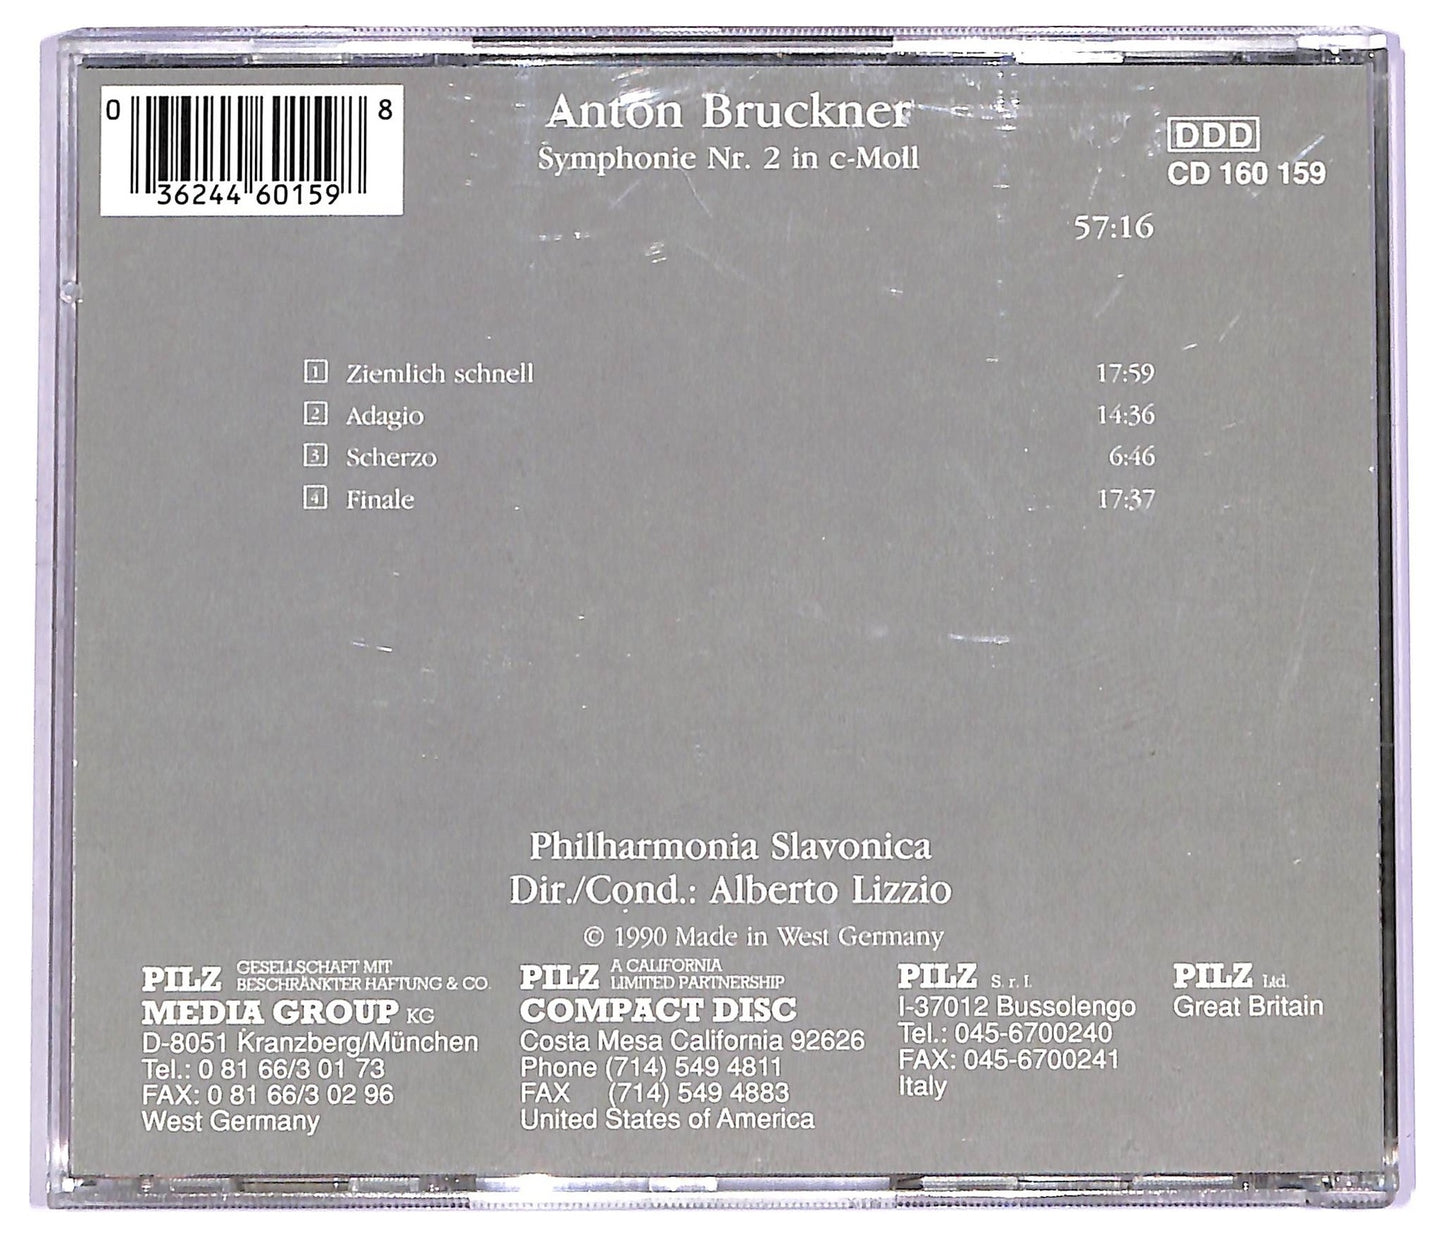 0 36244 60159 8
Anton Bruckner
Symphonie Nr. 2 in c-Moll
DDD
CD 160 159
57:16
1 Ziemlich schnell 17:59
2 Adagio 14:36
3 Scherzo 6:46
4 Finale 17:37
Philharmonia Slavonica
Dir./Cond.: Alberto Lizzio
© 1990 Made in West Germany
PILZ GESELLSCHAFT MIT
BESCHRÄNKTER HAFTUNG & CO.
MEDIA GROUP KG
D-8051 Kranzberg/München
Tel.: 0 81 66/3 01 73
FAX: 0 81 66/3 02 96
West Germany
PILZ A CALIFORNIA
LIMITED PARTNERSHIP
COMPACT DISC
Costa Mesa California 92626
Phone (714) 549 4811
FAX (714) 549 4883
United States of America
PILZ S. r. l.
I-37012 Bussolengo
Tel.: 045-6700240
FAX: 045-6700241
Italy
PILZ Ltd.
Great Britain